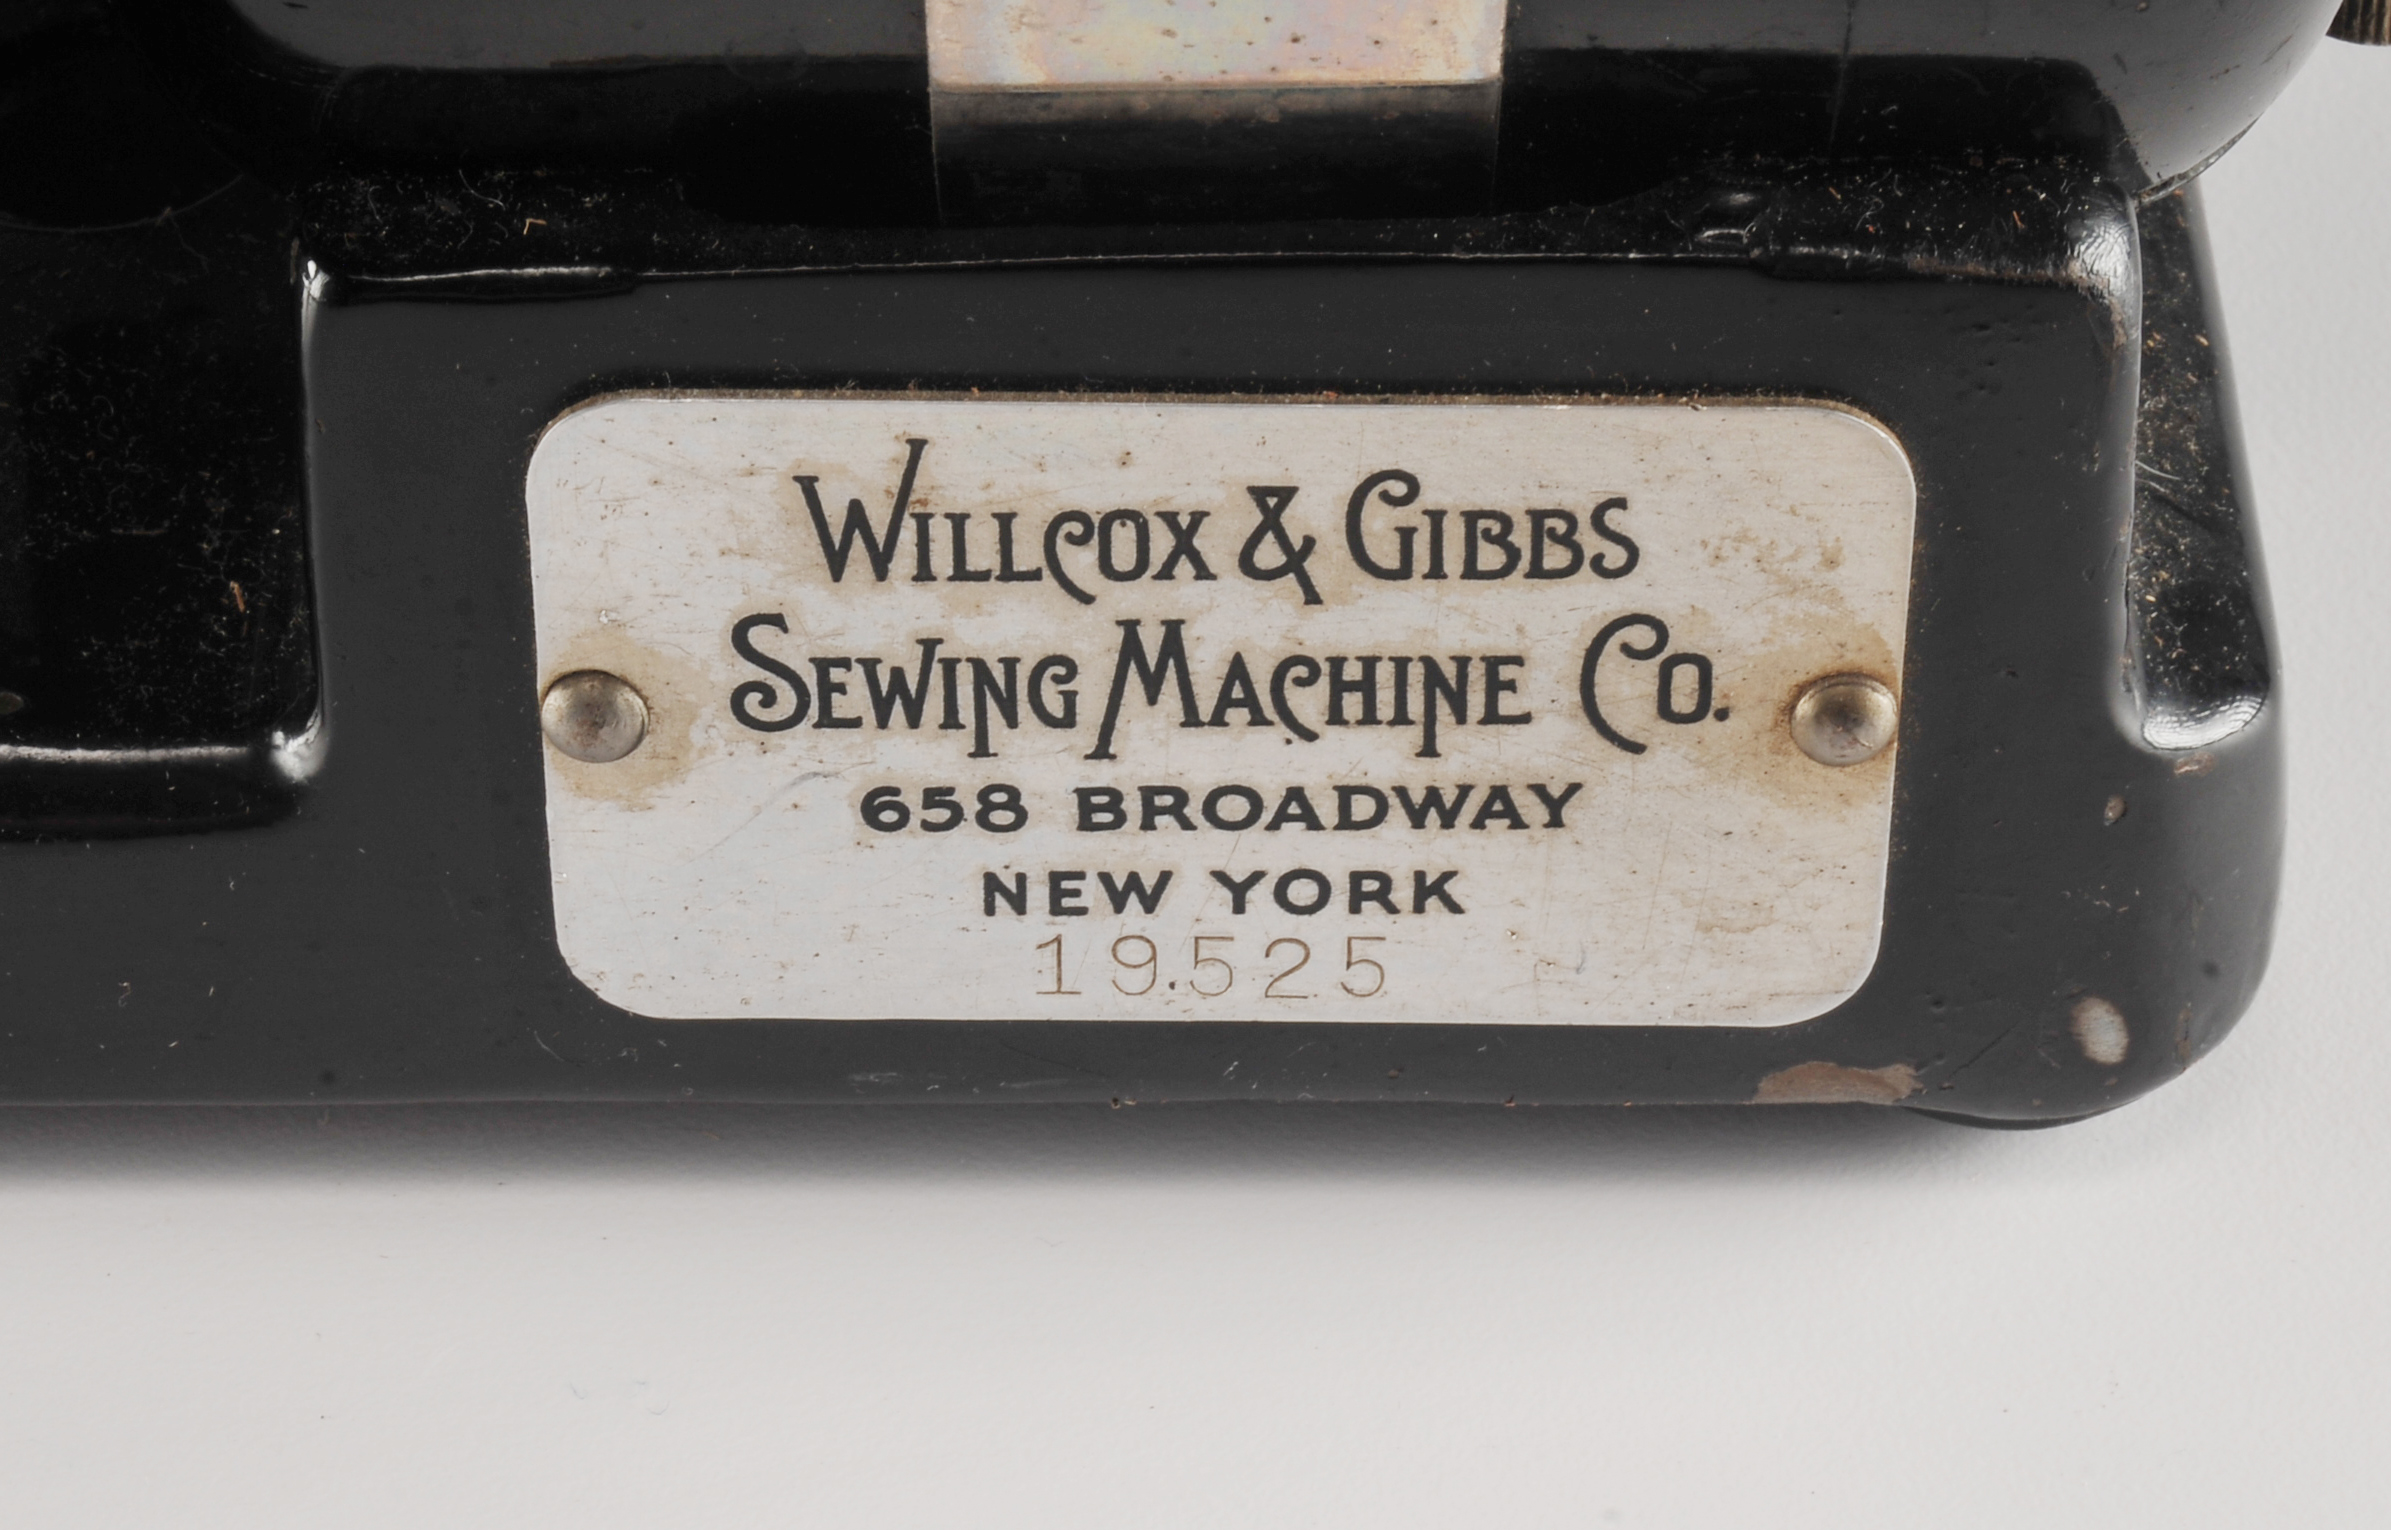 WILLCOX & GIBBS
SEWING MACHINE CO.
658 BROADWAY
NEW YORK
19525